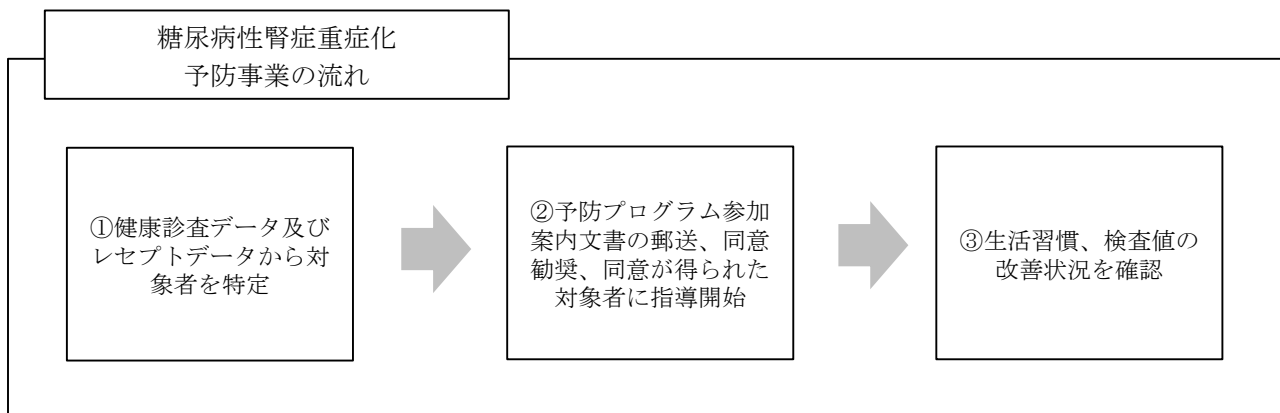 糖尿病性腎症重症化
予防事業の流れ
①健康診査データ及び
レセプトデータから対
象者を特定
②予防プログラム参加
案内文書の郵送、同意
勧奨、同意が得られた
対象者に指導開始
③生活習慣、検査値の
改善状況を確認